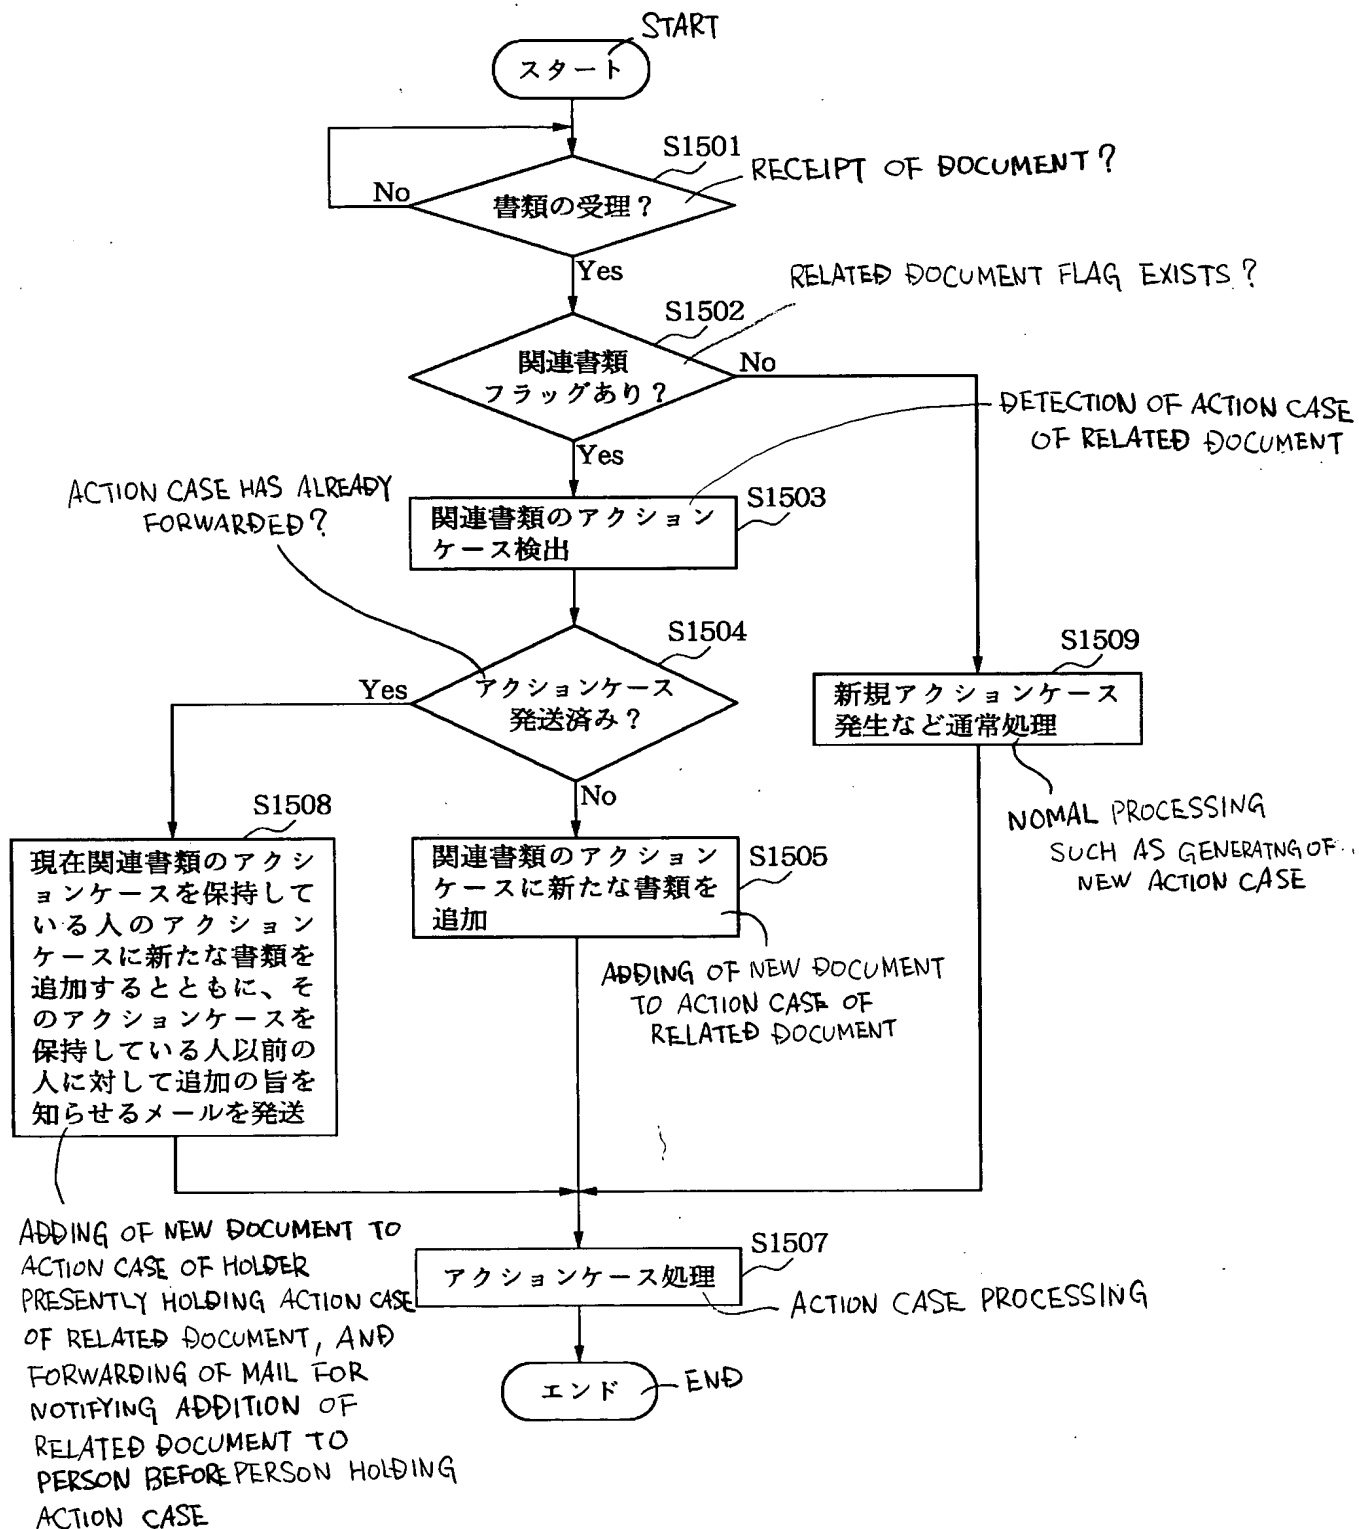 START
スタート
S1501
RECEIPT OF DOCUMENT?
No
書類の受理?
Yes
RELATED DOCUMENT FLAG EXISTS?
S1502
関連書類
フラッグあり?
No
DETECTION OF ACTION CASE
OF RELATED DOCUMENT
Yes
ACTION CASE HAS ALREADY
FORWARDED?
S1503
関連書類のアクション
ケース検出
S1504
アクションケース
発送済み?
Yes
No
S1509
新規アクションケース
発生など通常処理
NOMAL PROCESSING
SUCH AS GENERATNG OF
NEW ACTION CASE
S1508
現在関連書類のアクシ
ョンケースを保持して
いる人のアクション
ケースに新たな書類を
追加するとともに、そ
のアクションケースを
保持している人以前の
人に対して追加の旨を
知らせるメールを発送
S1505
関連書類のアクション
ケースに新たな書類を
追加
ADDING OF NEW DOCUMENT
TO ACTION CASE OF
RELATED DOCUMENT
ADDING OF NEW DOCUMENT TO
ACTION CASE OF HOLDER
PRESENTLY HOLDING ACTION CASE
OF RELATED DOCUMENT, AND
FORWARDING OF MAIL FOR
NOTIFYING ADDITION OF
RELATED DOCUMENT TO
PERSON BEFORE PERSON HOLDING
ACTION CASE
S1507
アクションケース処理
ACTION CASE PROCESSING
エンド
END